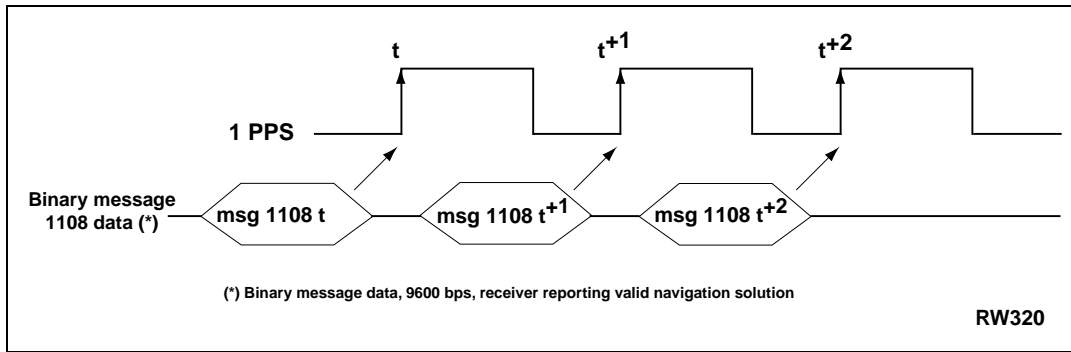 t t+1 t+2
1 PPS
Binary message
1108 data (*)
msg 1108 t msg 1108 t+1 msg 1108 t+2
(*) Binary message data, 9600 bps, receiver reporting valid navigation solution
RW320